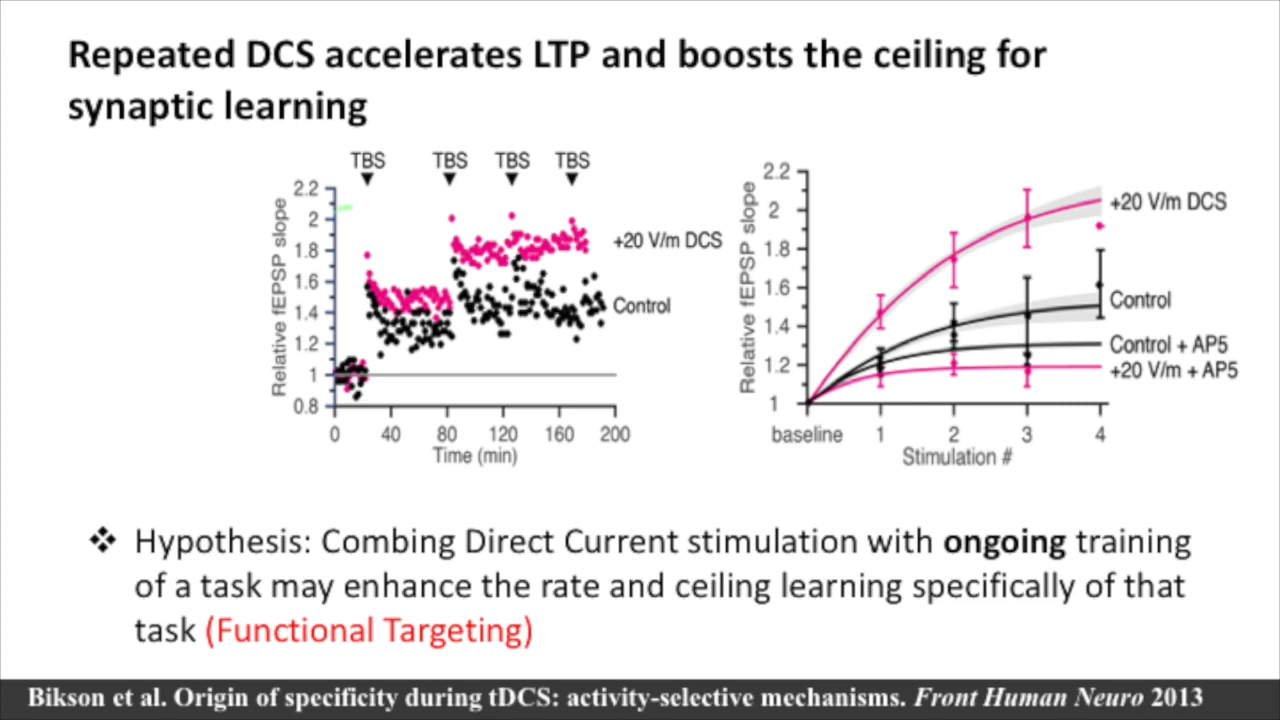 Repeated DCS accelerates LTP and boosts the ceiling for
synaptic learning
TBS TBS TBS TBS
Relative fEPSP slope
2.2
2
1.8
1.6
1.4
1.2
1
0.8
+20 V/m DCS
Control
0 40 80 120 160 200
Time (min)
Relative fEPSP slope
2.2
2
1.8
1.6
1.4
1.2
1
+20 V/m DCS
Control
Control + AP5
+20 V/m + AP5
baseline 1 2 3 4
Stimulation #
❖ Hypothesis: Combing Direct Current stimulation with ongoing training
of a task may enhance the rate and ceiling learning specifically of that
task (Functional Targeting)
Bikson et al. Origin of specificity during tDCS: activity-selective mechanisms. Front Human Neuro 2013